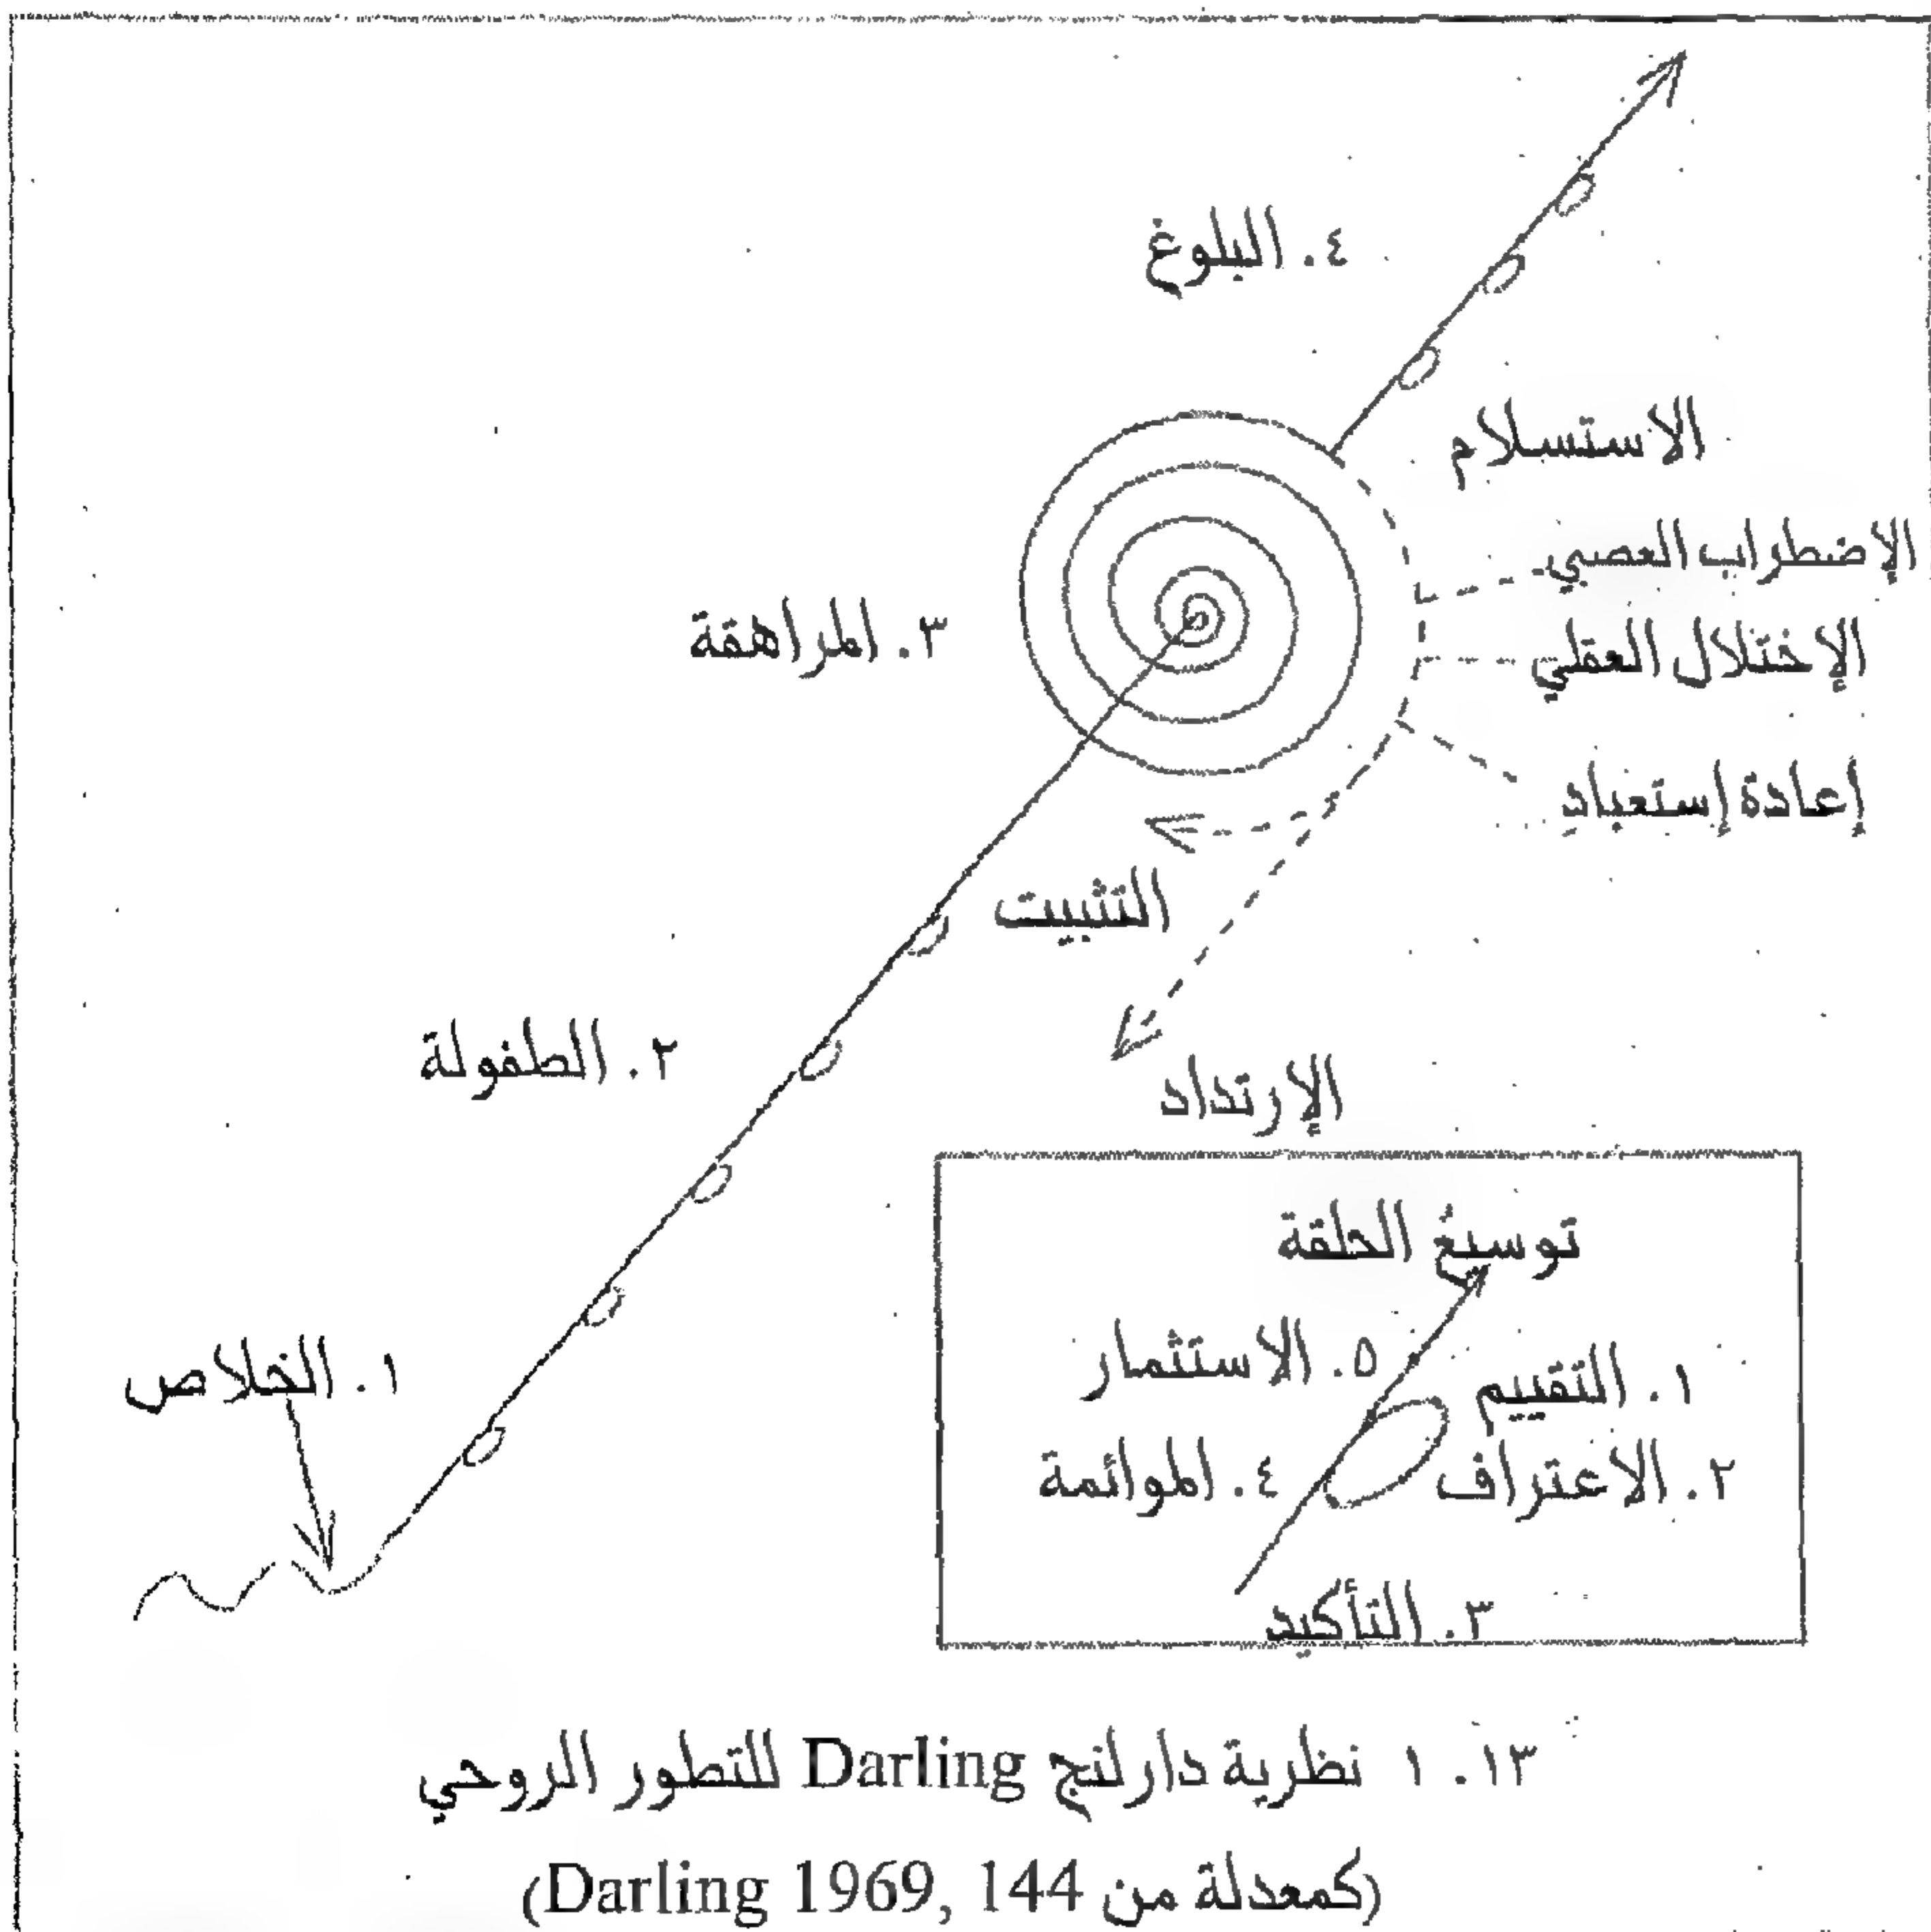 ٤. البلوغ
الاستسلام
الإضطراب العصبي
٣. المراهقة
الإختلال العقلي
إعادة إستعباد
التثبيت
٢. الطفولة
الإرتداد
توسيع الحلقة
١. الخلاص
٥. الاستثمار
١. التقييم
٢. الاعتراف
٤. الموائمة
٣. التأكيد
١٣. ١ نظرية دارلنج Darling للتطور الروحي
(كمعدلة من Darling 1969, 144)